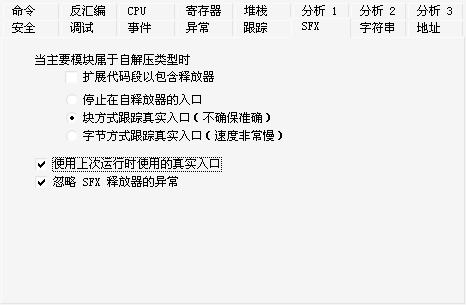 命令 反汇编 CPU 寄存器 堆栈 分析 1 分析 2 分析 3
安全 调试 事件 异常 跟踪 SFX 字符串 地址
当主要模块属于自解压类型时
扩展代码段以包含释放器
停止在自释放器的入口
块方式跟踪真实入口(不确保准确)
字节方式跟踪真实入口(速度非常慢)
使用上次运行时使用的真实入口
忽略 SFX 释放器的异常